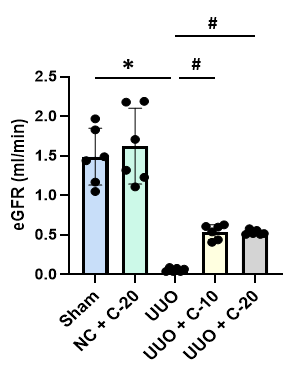 #
* #
eGFR (ml/min)
2.5
2.0
1.5
1.0
0.5
0.0
Sham
NC + C-20
UUO
UUO + C-10
UUO + C-20